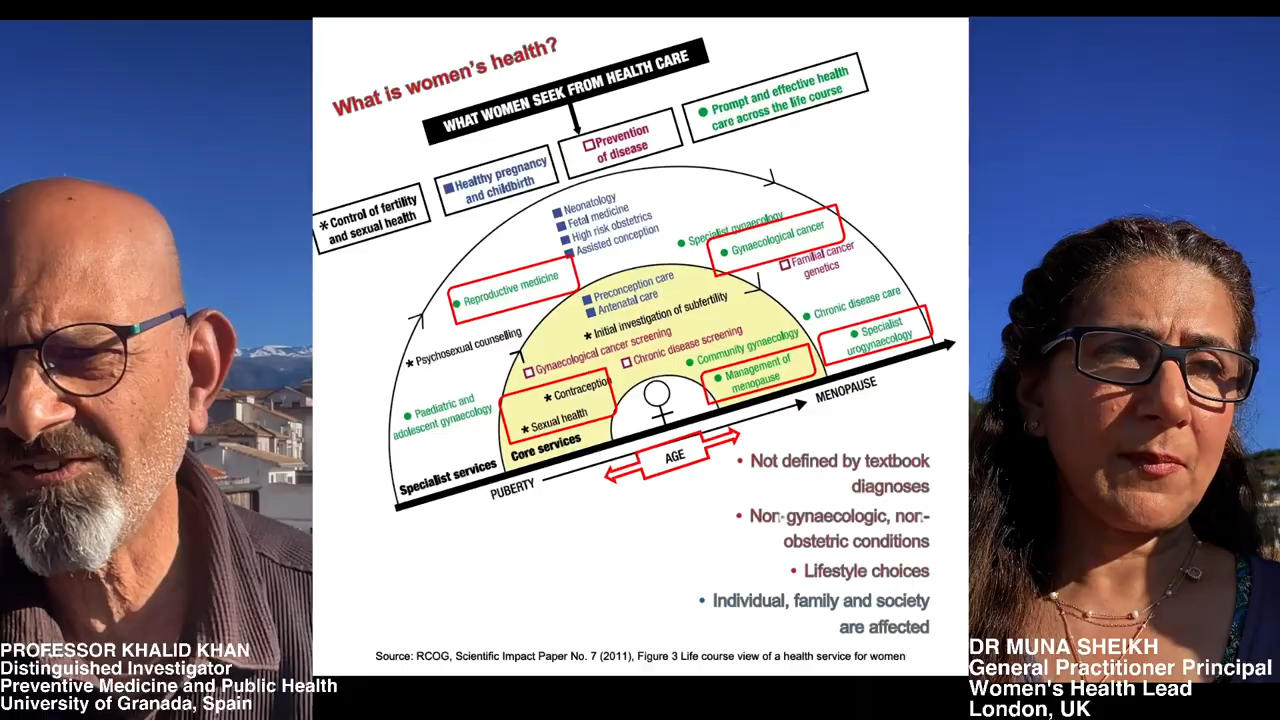 What is women's health?
WHAT WOMEN SEEK FROM HEALTH CARE
* Control of fertility
and sexual health
Healthy pregnancy
and childbirth
Prevention
of disease
Prompt and effective health
care across the life course
Neonatology
Fetal medicine
High risk obstetrics
Assisted conception
Specialist gynaecology
Gynaecological cancer
Familial cancer
genetics
Reproductive medicine
Preconception care
Antenatal care
* Initial investigation of subfertility
Chronic disease care
Specialist
urogynaecology
* Psychosexual counselling
Gynaecological cancer screening
Chronic disease screening
Community gynaecology
Management of
menopause
* Contraception
* Sexual health
Paediatric and
adolescent gynaecology
Core services
Specialist services
PUBERTY
AGE
MENOPAUSE
• Not defined by textbook
diagnoses
• Non-gynaecologic, non-
obstetric conditions
• Lifestyle choices
• Individual, family and society
are affected
Source: RCOG, Scientific Impact Paper No. 7 (2011), Figure 3 Life course view of a health service for women
PROFESSOR KHALID KHAN
Distinguished Investigator
Preventive Medicine and Public Health
University of Granada, Spain
DR MUNA SHEIKH
General Practitioner Principal
Women's Health Lead
London, UK